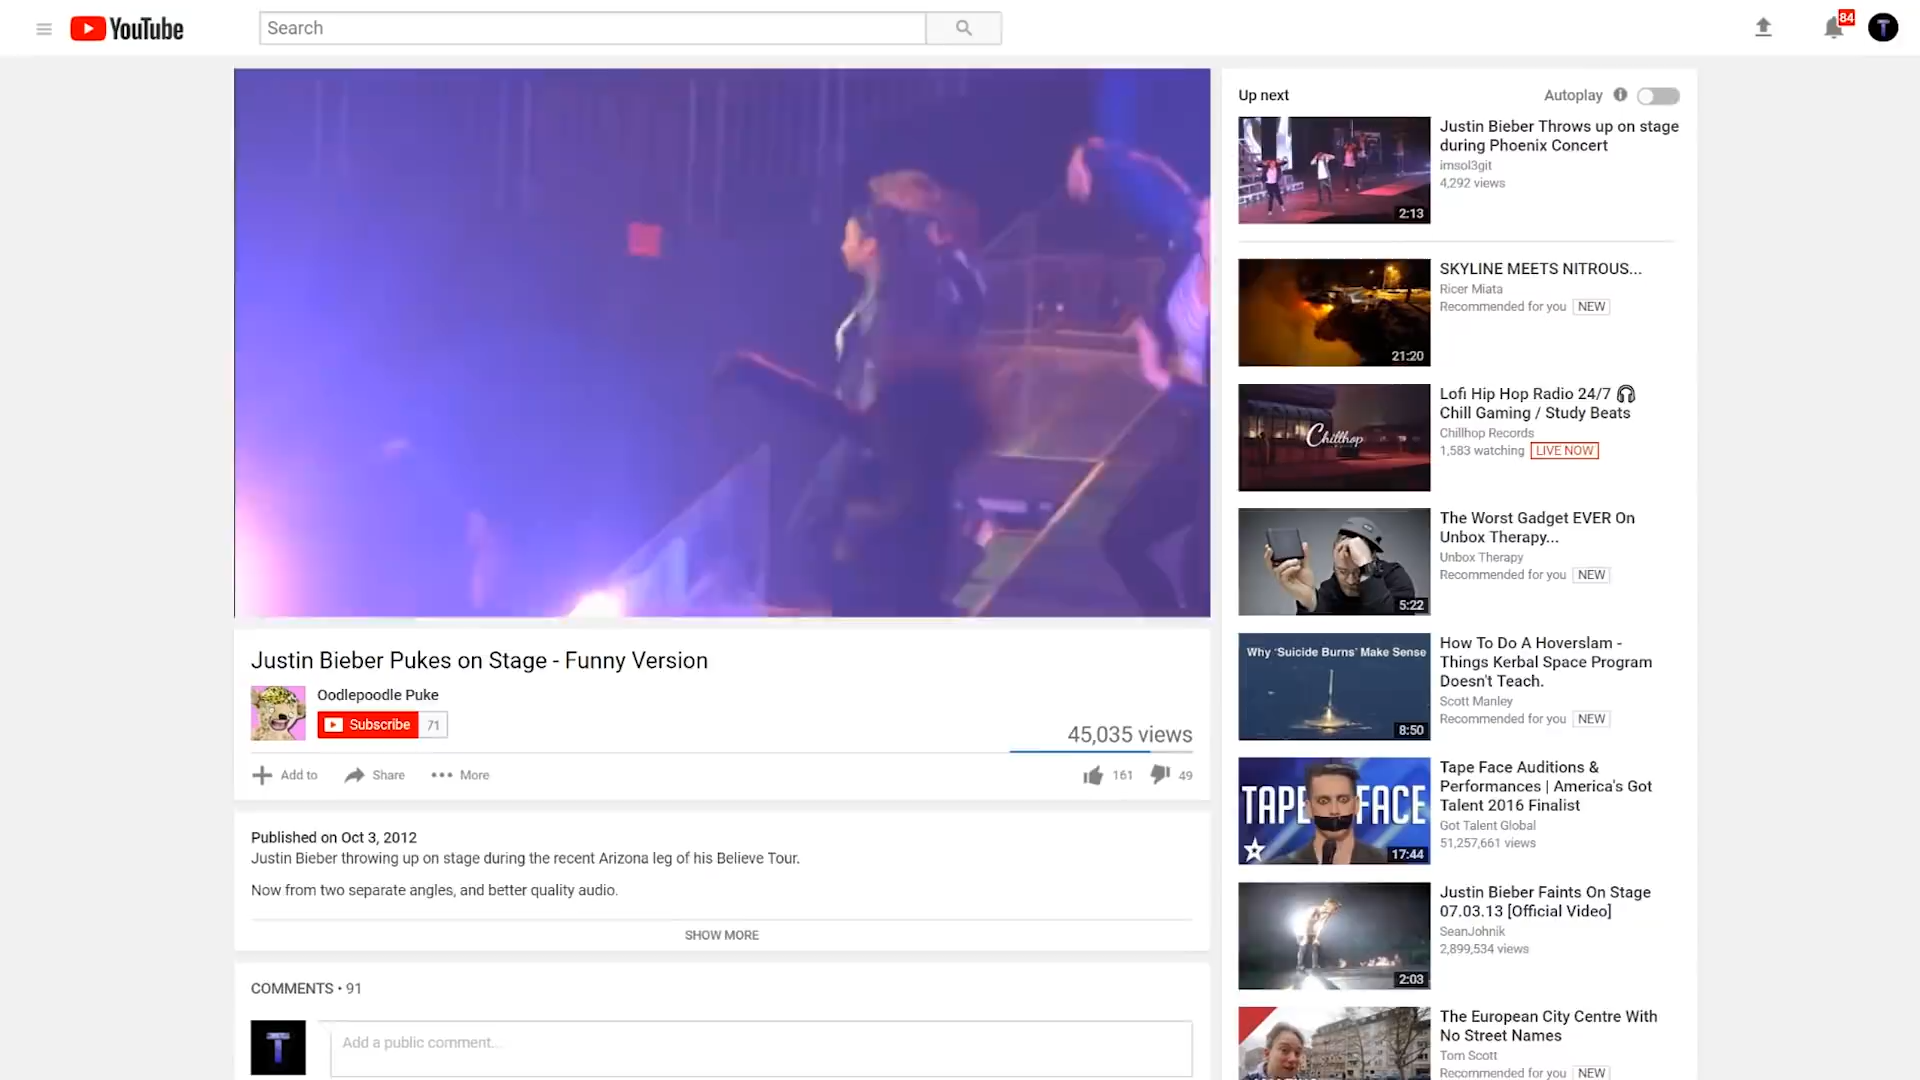 YouTube
Search
84
T
Up next
Autoplay
Justin Bieber Throws up on stage
during Phoenix Concert
imsol3git
4,292 views
2:13
SKYLINE MEETS NITROUS...
Ricer Miata
Recommended for you NEW
21:20
Lofi Hip Hop Radio 24/7
Chill Gaming / Study Beats
Chillhop Records
1,583 watching LIVE NOW
Chillhop
The Worst Gadget EVER On
Unbox Therapy...
Unbox Therapy
Recommended for you NEW
5:22
How To Do A Hoverslam -
Things Kerbal Space Program
Doesn't Teach.
Scott Manley
Recommended for you NEW
Why 'Suicide Burns' Make Sense
8:50
Tape Face Auditions &
Performances | America's Got
Talent 2016 Finalist
Got Talent Global
51,257,661 views
TAPE FACE
17:44
Justin Bieber Faints On Stage
07.03.13 [Official Video]
SeanJohnik
2,899,534 views
2:03
The European City Centre With
No Street Names
Tom Scott
Recommended for you NEW
Justin Bieber Pukes on Stage - Funny Version
Oodlepoodle Puke
Subscribe 71
45,035 views
Add to Share More
161 49
Published on Oct 3, 2012
Justin Bieber throwing up on stage during the recent Arizona leg of his Believe Tour.
Now from two separate angles, and better quality audio.
SHOW MORE
COMMENTS • 91
T
Add a public comment...